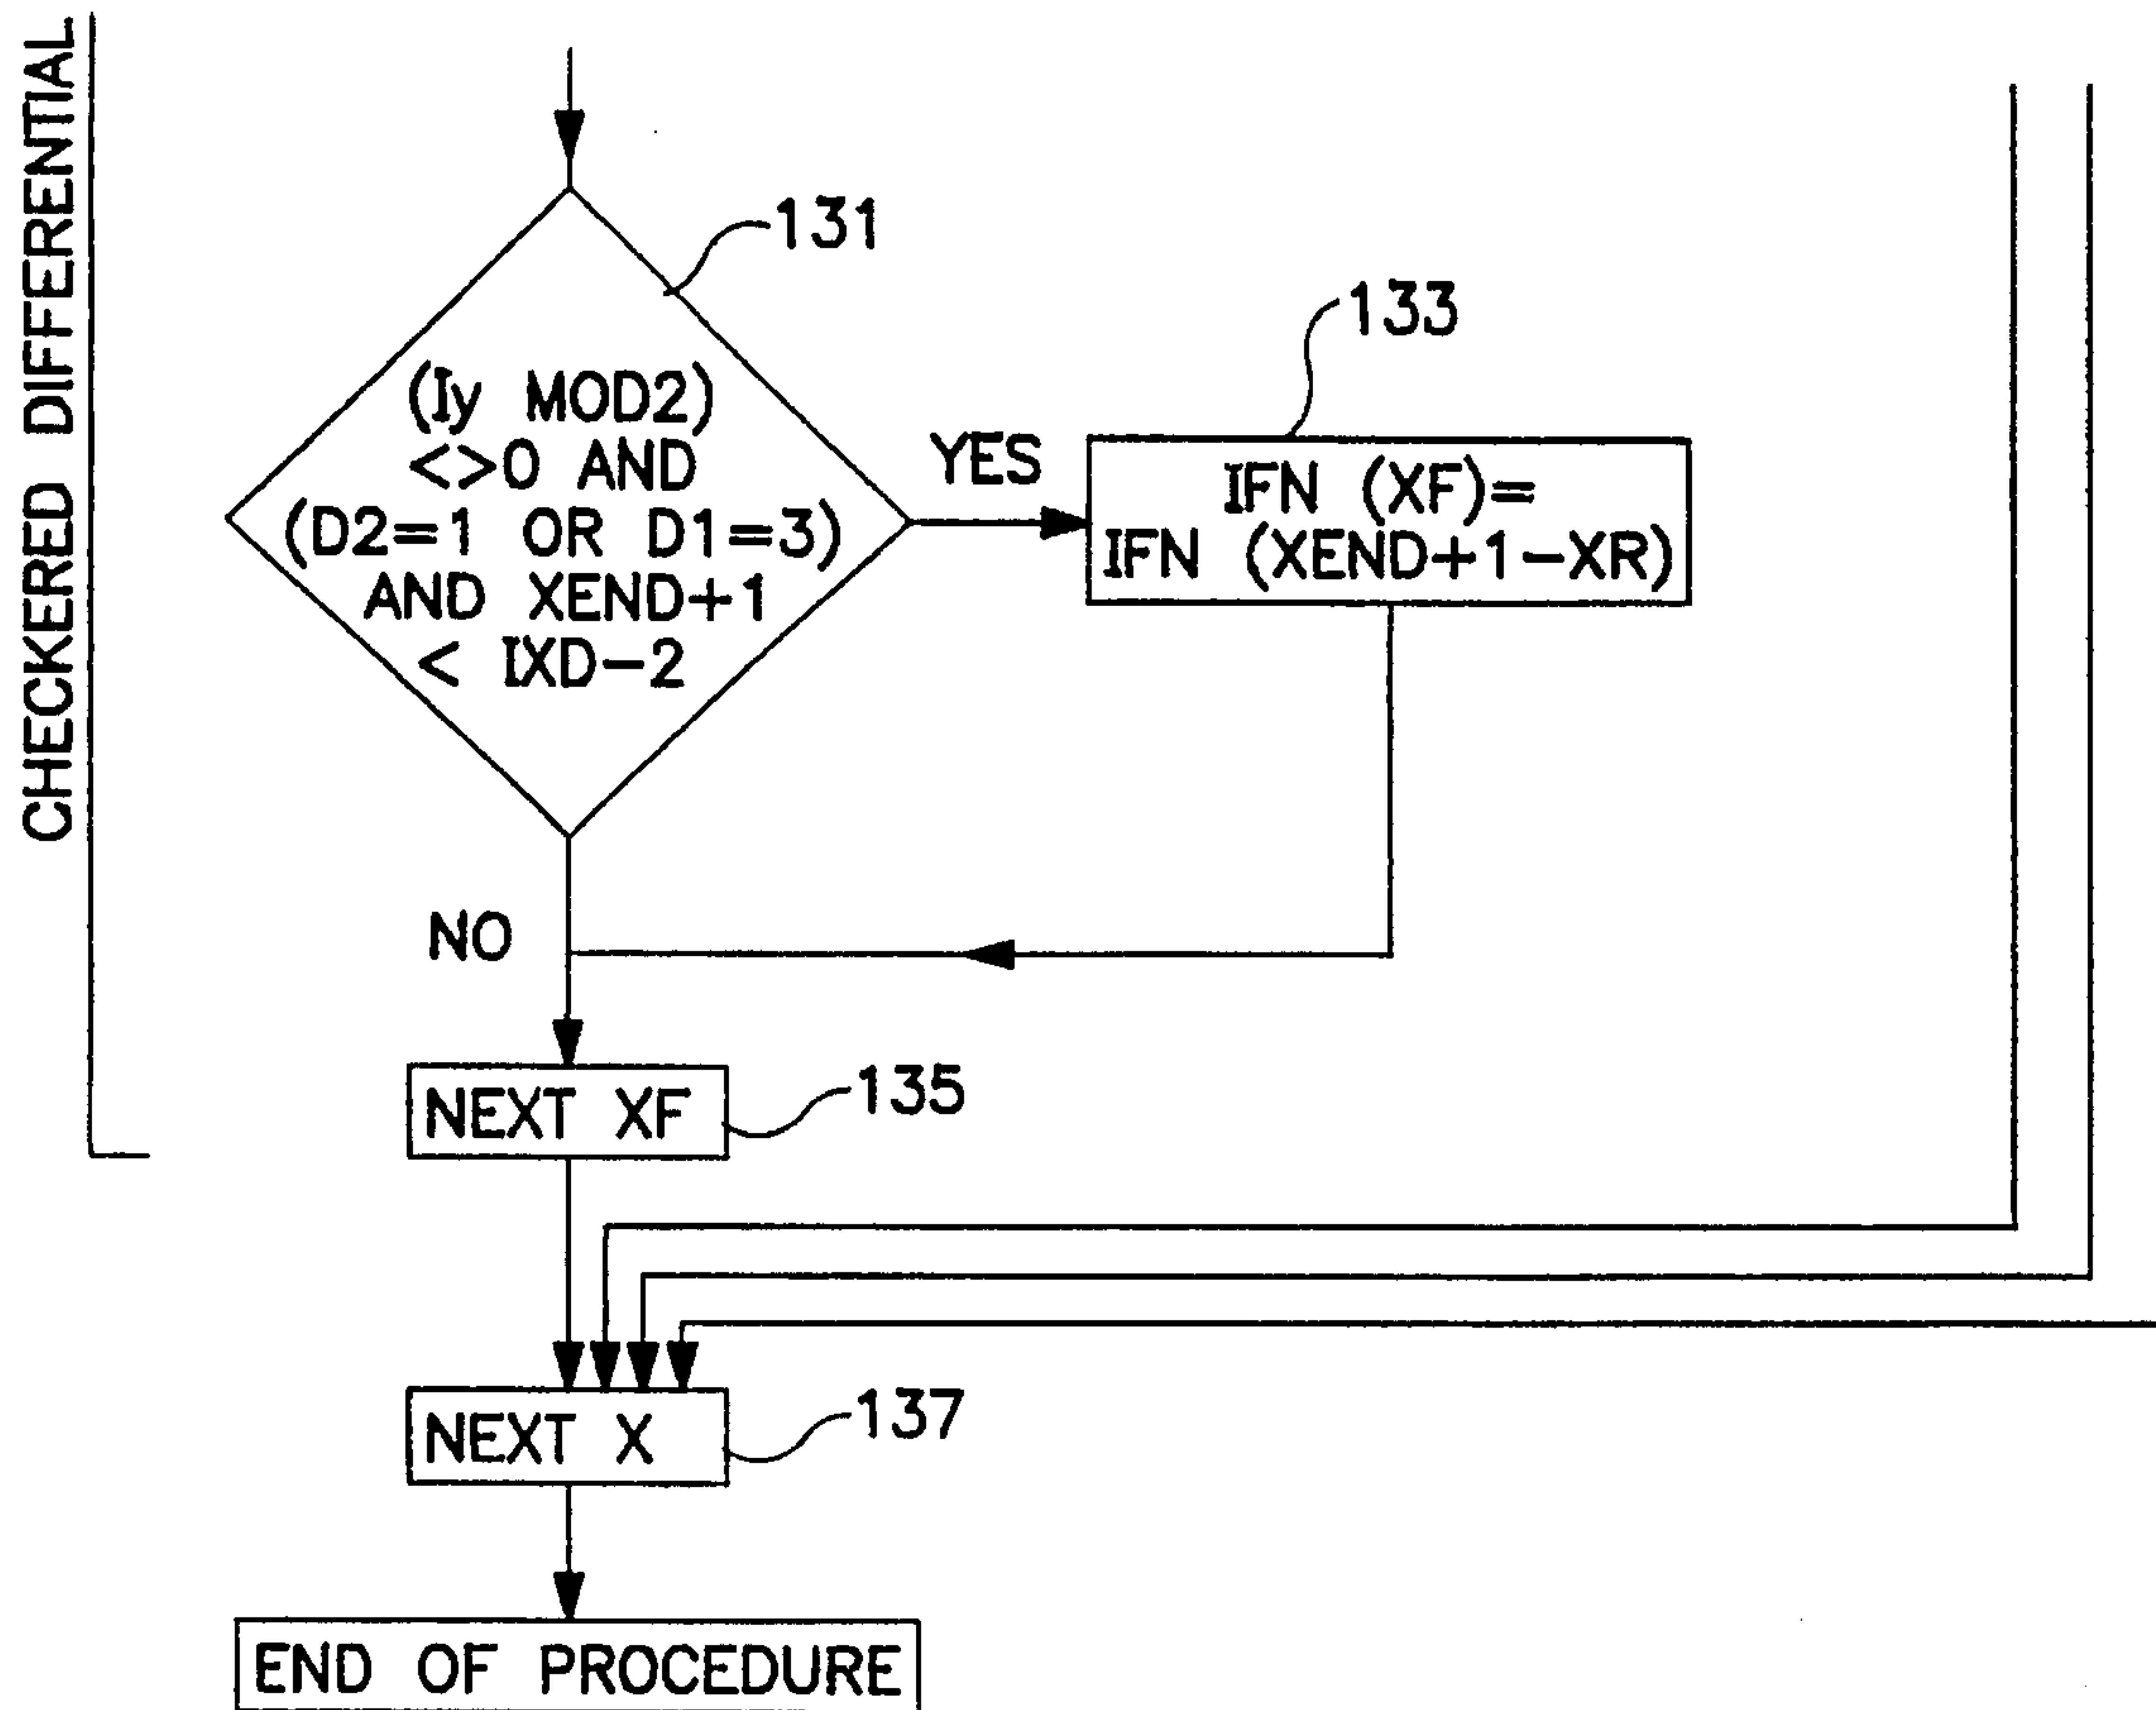 CHECKERED DIFFERENTIAL
131
(Iy MOD2)
<>0 AND
(D2=1 OR D1=3)
AND XEND+1
< IXD-2
YES
133
IFN (XF)=
IFN (XEND+1-XR)
NO
NEXT XF
135
NEXT X
137
END OF PROCEDURE